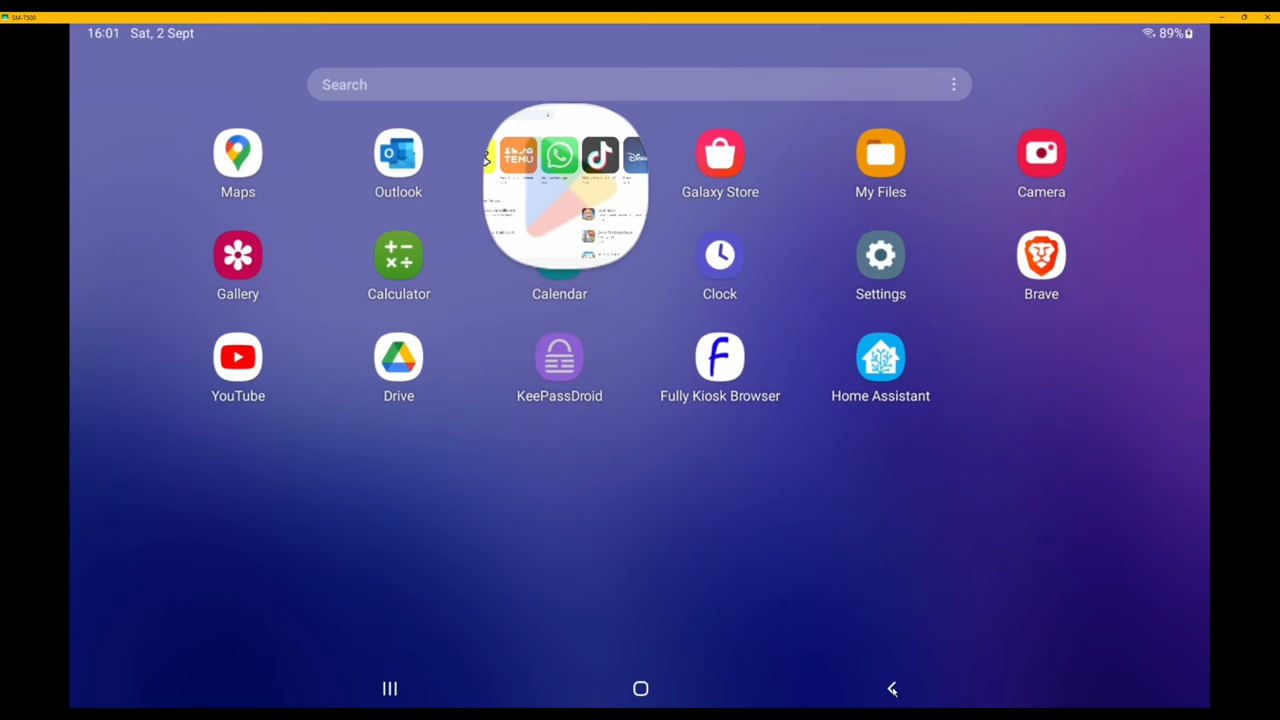 SM-T500
16:01 Sat, 2 Sept
89%
Search
TEMU
Maps
Outlook
Galaxy Store
My Files
Camera
Gallery
Calculator
Calendar
Clock
Settings
Brave
YouTube
Drive
KeePassDroid
Fully Kiosk Browser
Home Assistant